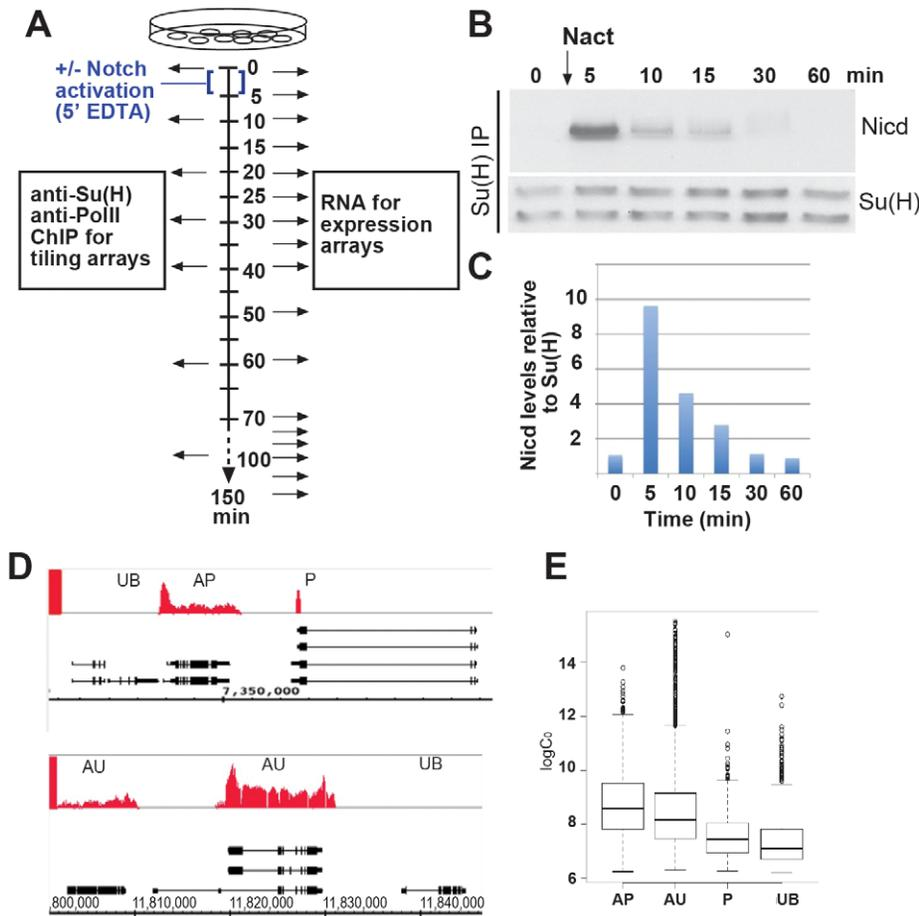 A
+/- Notch
activation
(5' EDTA)
0
5
10
15
20
25
30
40
50
60
70
100
150
min
anti-Su(H)
anti-PolII
ChIP for
tiling arrays
RNA for
expression
arrays
B
Nact
0 5 10 15 30 60 min
Su(H) IP
Nicd
Su(H)
C
Nicd levels relative
to Su(H)
10
8
6
4
2
0 5 10 15 30 60
Time (min)
D
UB AP P
7,350,000
AU AU UB
800,000 11,810,000 11,820,000 11,830,000 11,840,000
E
logC0
14
12
10
8
6
AP AU P UB